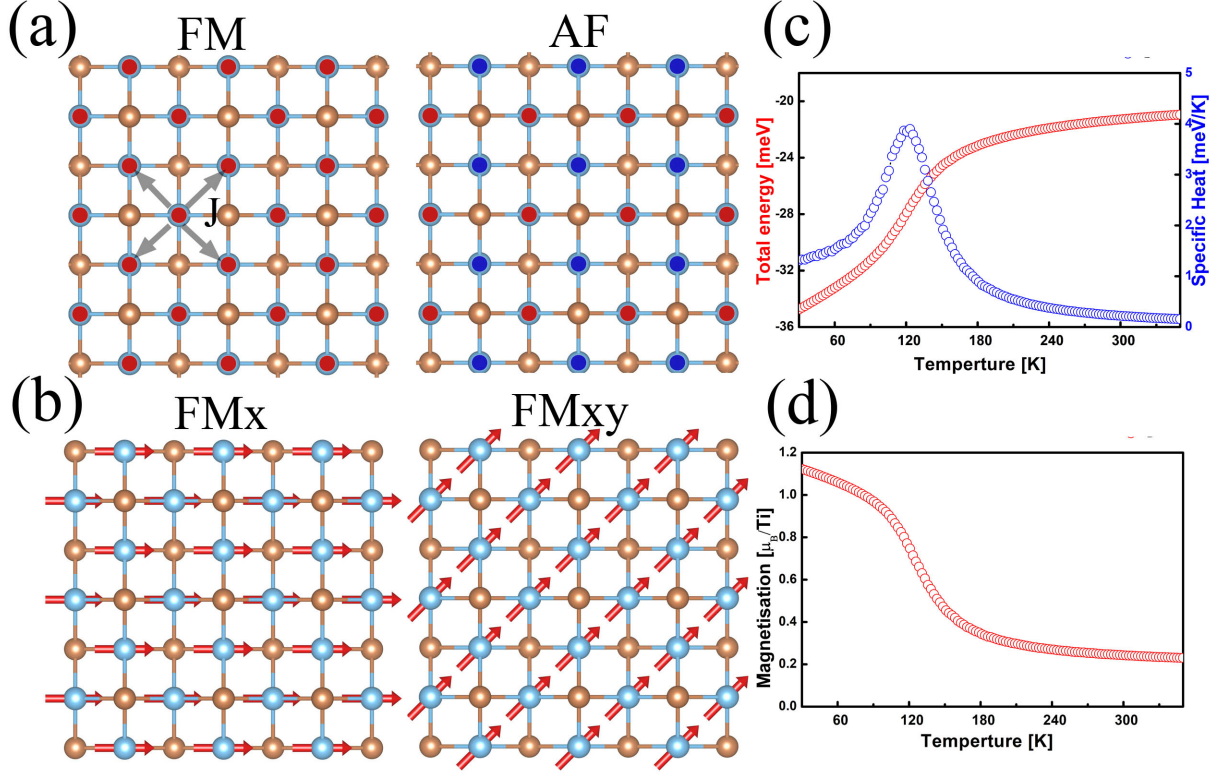 (a)
FM
AF
J
(b)
FMx
FMxy
(c)
Total energy [meV]
-20
-24
-28
-32
-36
5
4
3
2
1
0
Specific Heat [meV/K]
60
120
180
240
300
Temperture [K]
(d)
Magnetisation [μB/Ti]
1.2
1.0
0.8
0.6
0.4
0.2
0.0
60
120
180
240
300
Temperture [K]